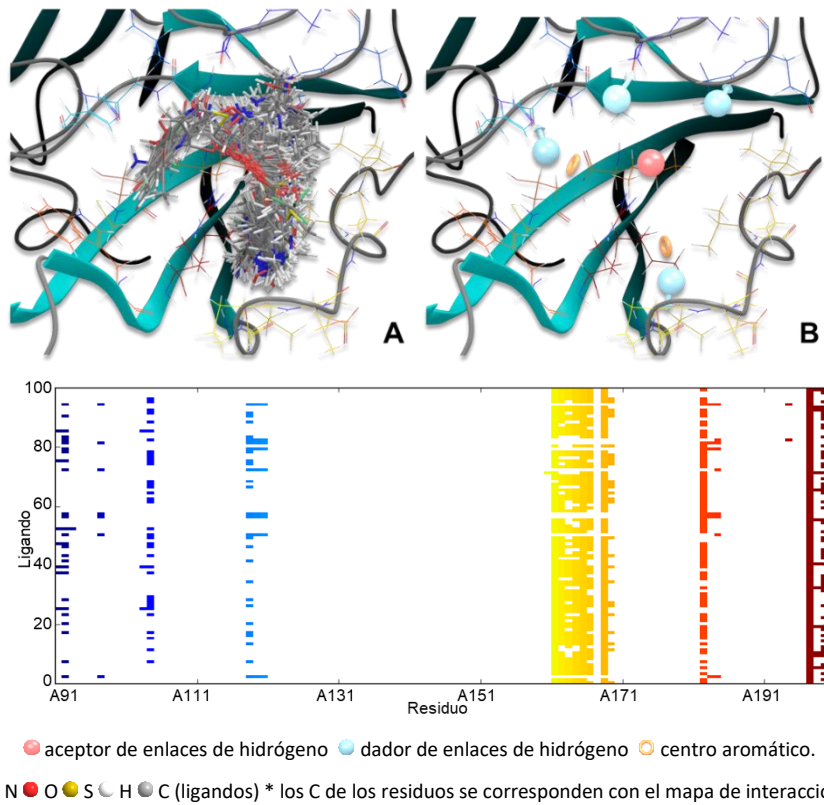 A
B
100
80
60
40
20
0
Ligando
A91 A111 A131 A151 A171 A191
Residuo
aceptor de enlaces de hidrógeno dador de enlaces de hidrógeno centro aromático.
N O S H C (ligandos) * los C de los residuos se corresponden con el mapa de interaccio